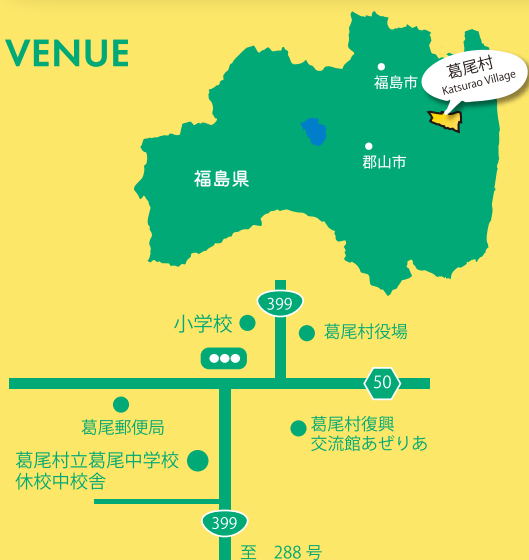 VENUE
福島市
葛尾村
Katsurao Village
郡山市
福島県
399
小学校
葛尾村役場
50
葛尾郵便局
葛尾村復興
交流館あぜりあ
葛尾村立葛尾中学校
休校中校舎
399
至　288 号